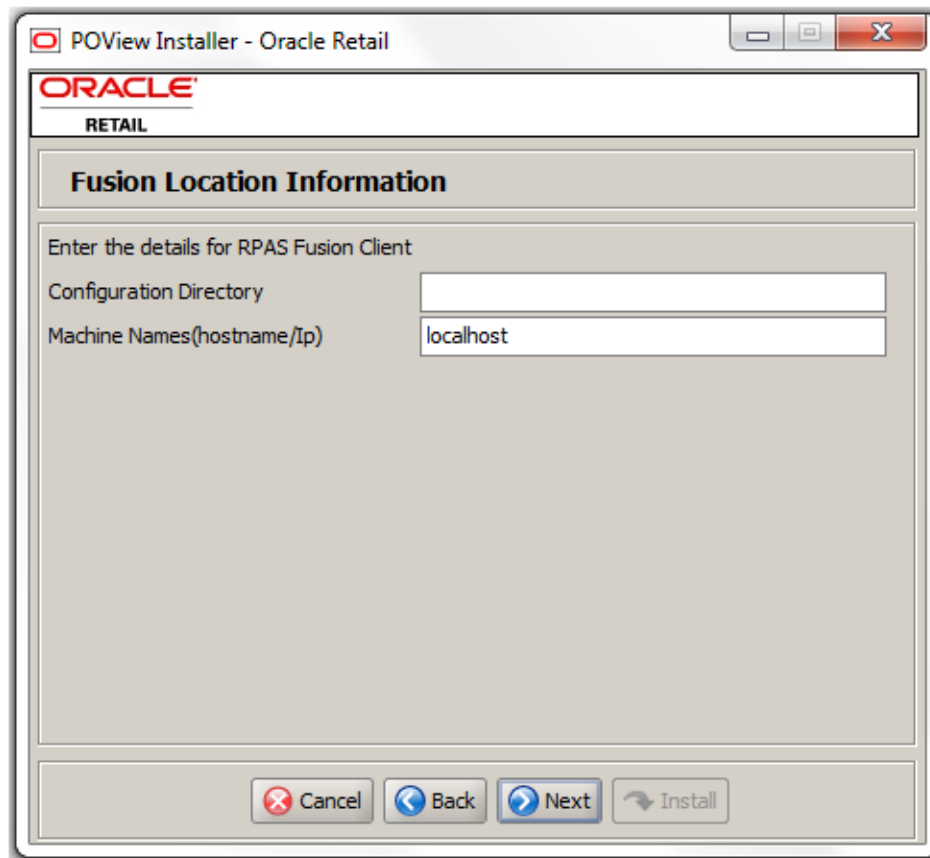 POView Installer - Oracle Retail
ORACLE
RETAIL
Fusion Location Information
Enter the details for RPAS Fusion Client
Configuration Directory
Machine Names(hostname/Ip) localhost
Cancel Back Next Install